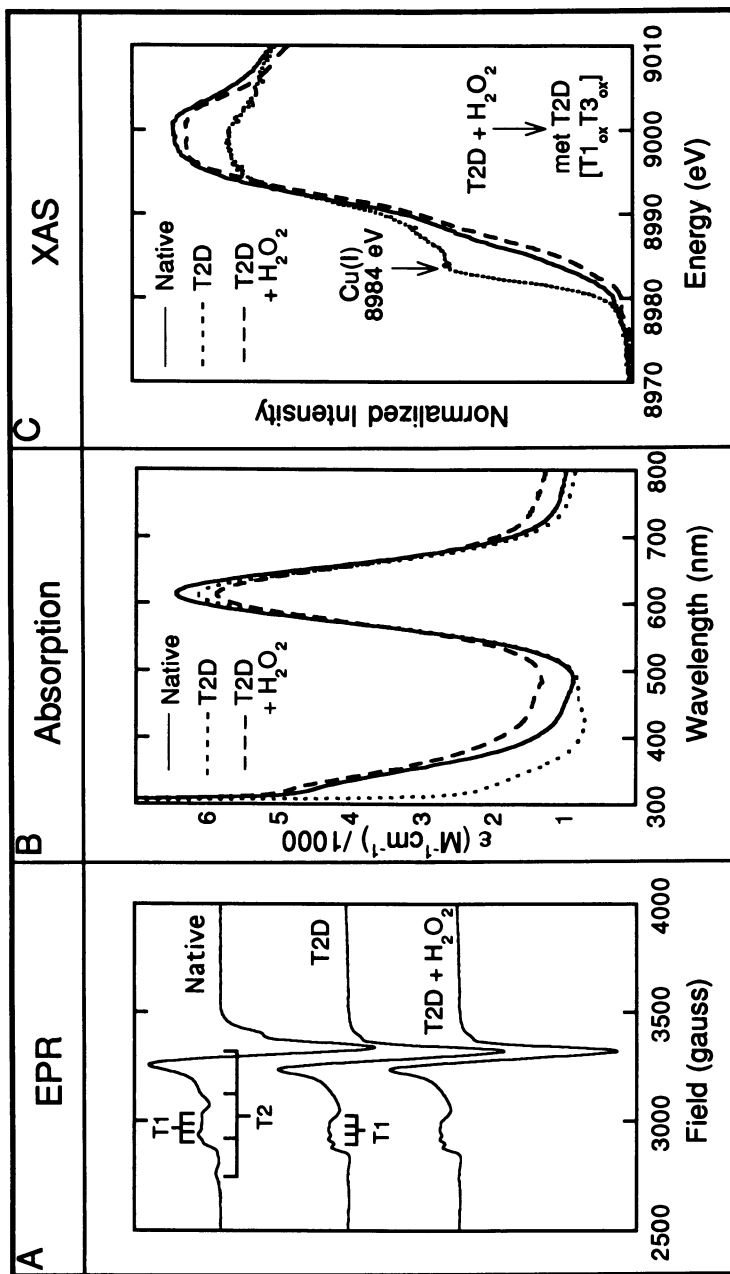 A
EPR
Native
T1
T2
T2D
T1
T2D + H₂O₂
2500
3000
3500
4000
Field (gauss)
B
Absorption
Native
T2D
T2D
+ H₂O₂
6
5
4
3
2
1
ε (M⁻¹cm⁻¹) /1000
300
400
500
600
700
800
Wavelength (nm)
C
XAS
Native
T2D
T2D
+ H₂O₂
Cu(I)
8984 eV
T2D + H₂O₂
met T2D
[T1ₒₓ T3ₒₓ]
Normalized Intensity
8970
8980
8990
9000
9010
Energy (eV)